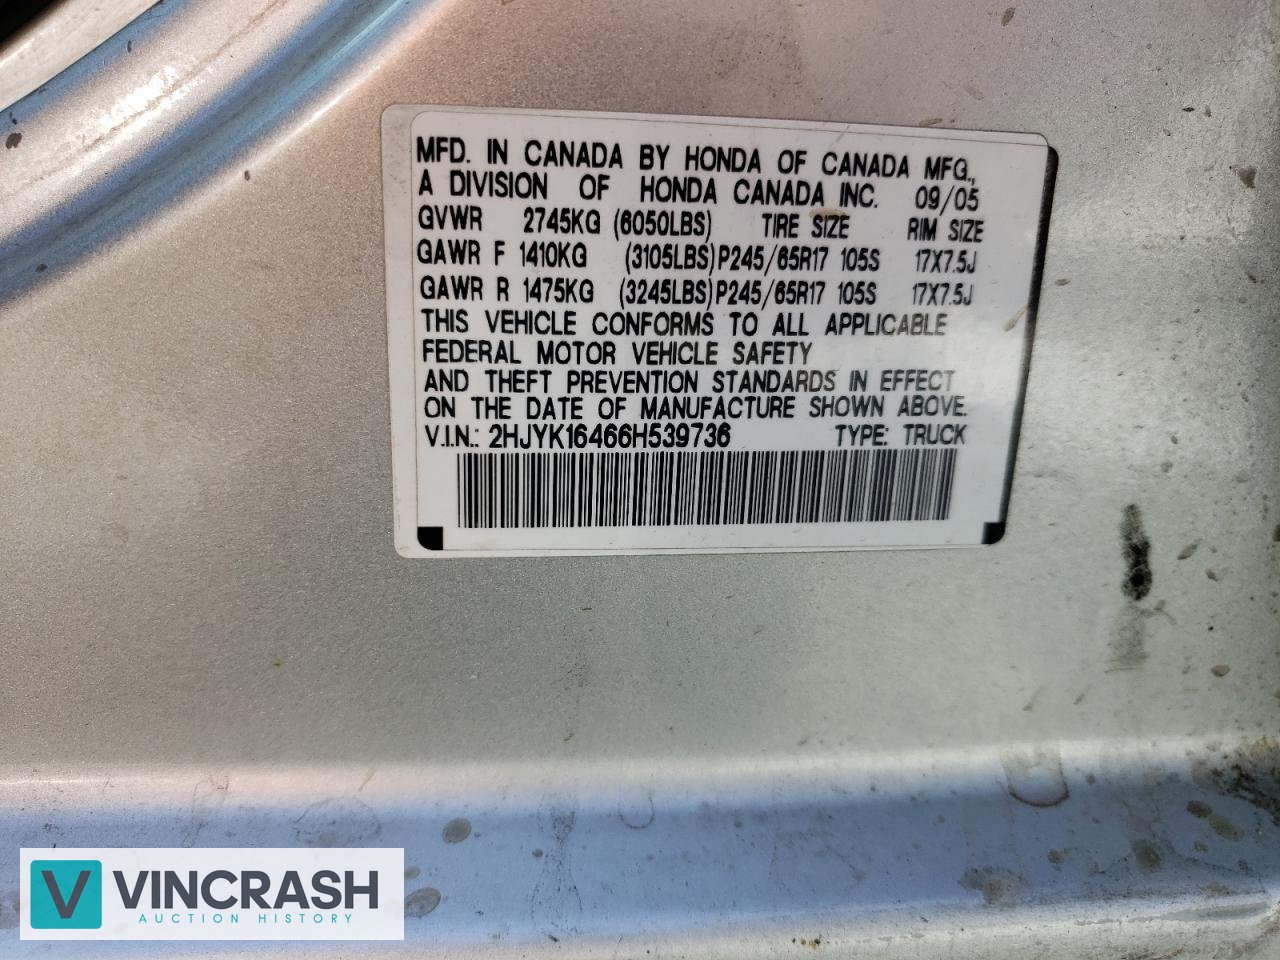 MFD. IN CANADA BY HONDA OF CANADA MFG.,
A DIVISION OF HONDA CANADA INC. 09/05
GVWR 2745KG (6050LBS) TIRE SIZE RIM SIZE
GAWR F 1410KG (3105LBS) P245/65R17 105S 17X7.5J
GAWR R 1475KG (3245LBS) P245/65R17 105S 17X7.5J
THIS VEHICLE CONFORMS TO ALL APPLICABLE
FEDERAL MOTOR VEHICLE SAFETY
AND THEFT PREVENTION STANDARDS IN EFFECT
ON THE DATE OF MANUFACTURE SHOWN ABOVE.
V.I.N.: 2HJYK16466H539736 TYPE: TRUCK
V VINCRASH
AUCTION HISTORY